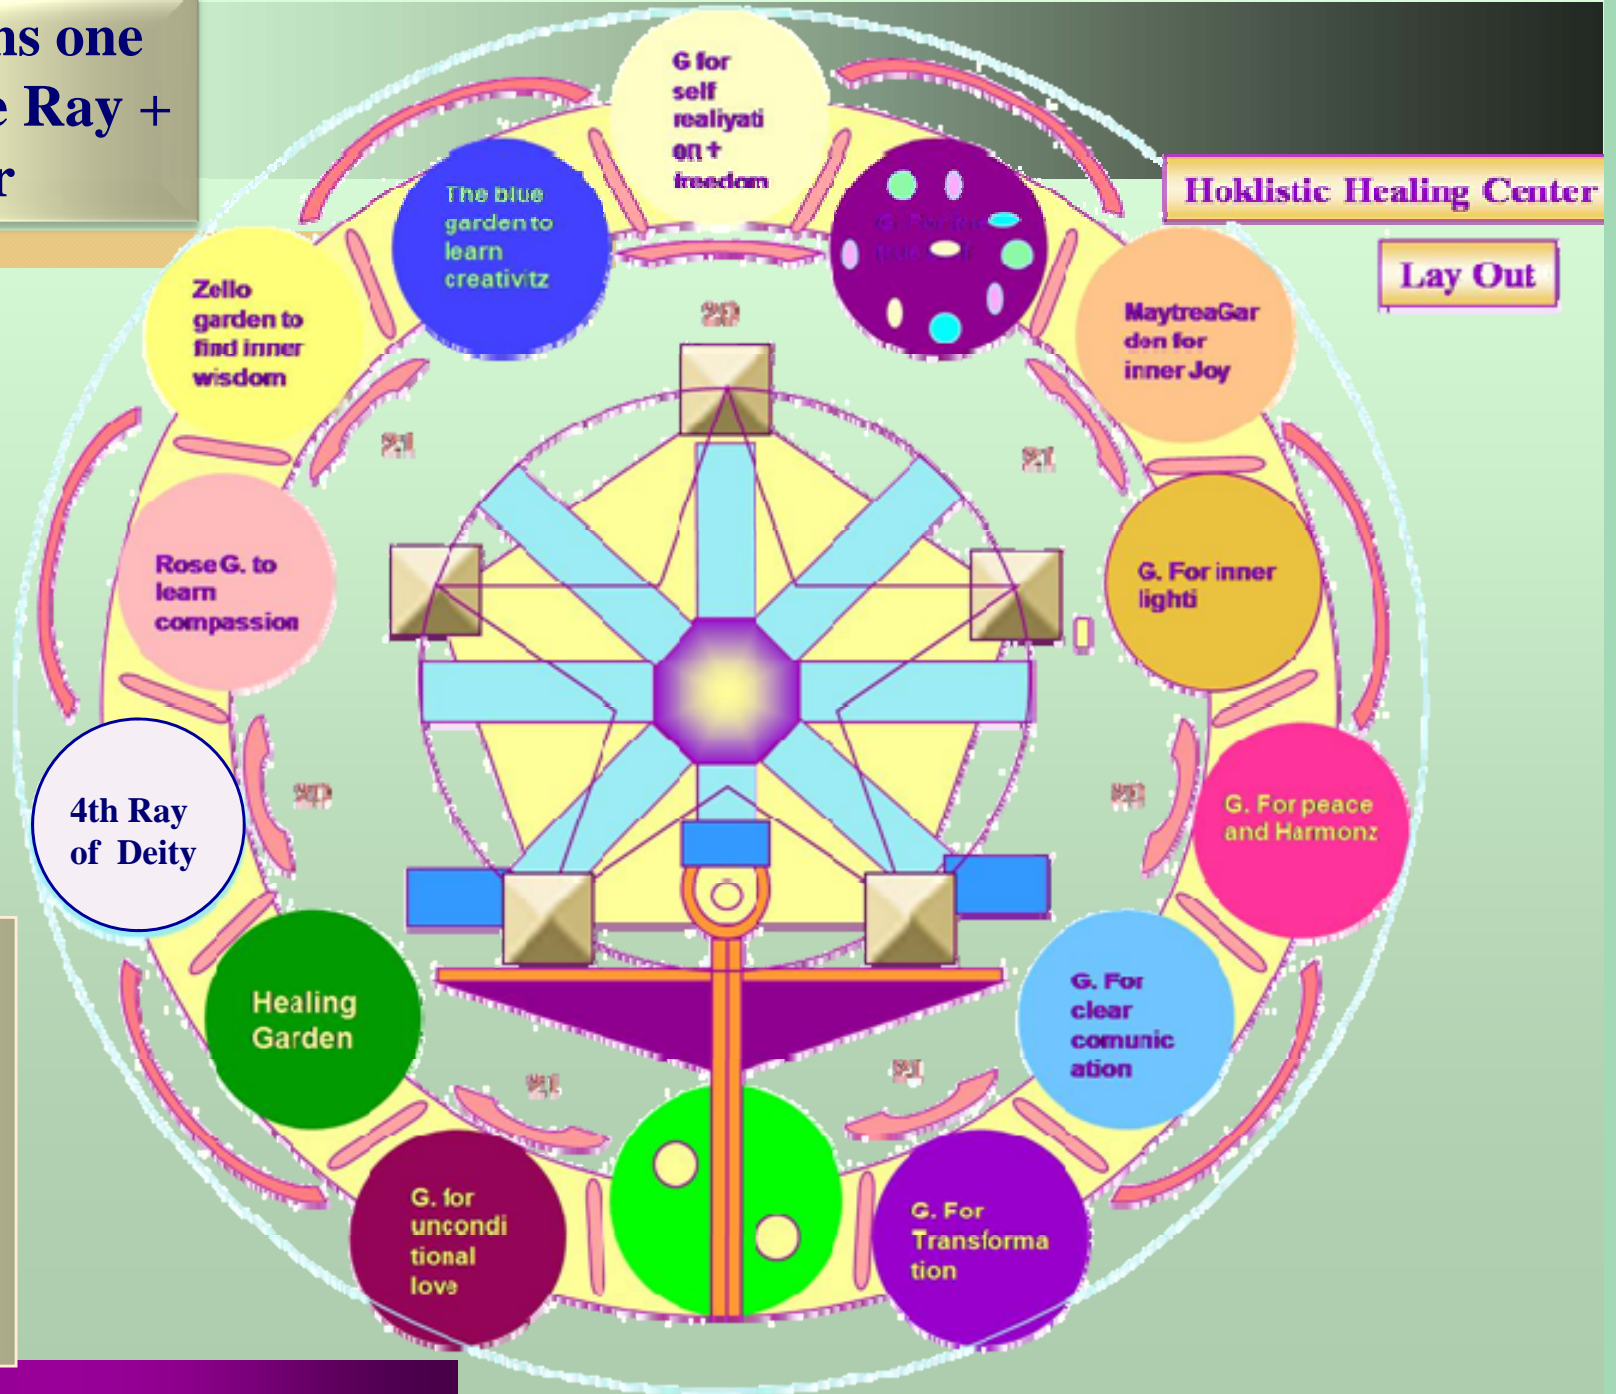 ns one
e Ray +
r
G for
self
realiyati
on +
freedom
Hoklistic Healing Center
Lay Out
The blue
garden to
learn
creativitz
Zello
garden to
find inner
wisdom
MaytreaGar
den for
inner Joy
Rose G. to
learn
compassion
G. For inner
lighti
4th Ray
of Deity
G. For peace
and Harmonz
Healing
Garden
G. For
clear
comunic
ation
G. for
uncondi
tional
love
G. For
Transforma
tion